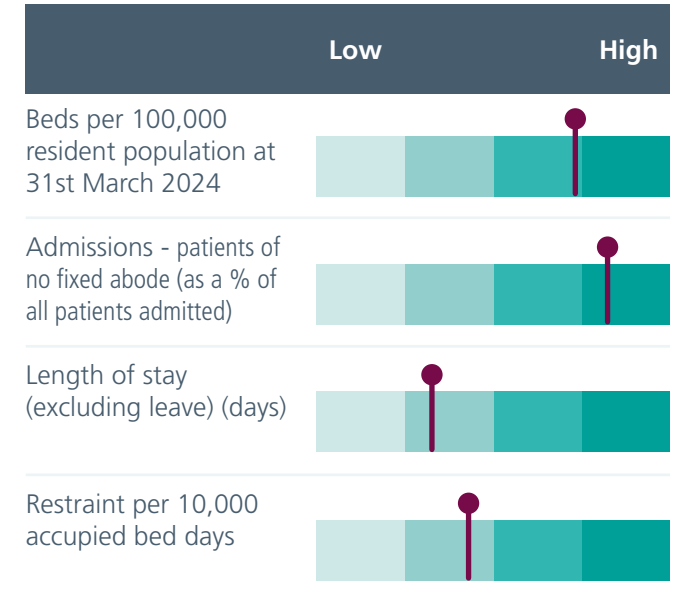 Low High
Beds per 100,000
resident population at
31st March 2024
Admissions - patients of
no fixed abode (as a % of
all patients admitted)
Length of stay
(excluding leave) (days)
Restraint per 10,000
accupied bed days